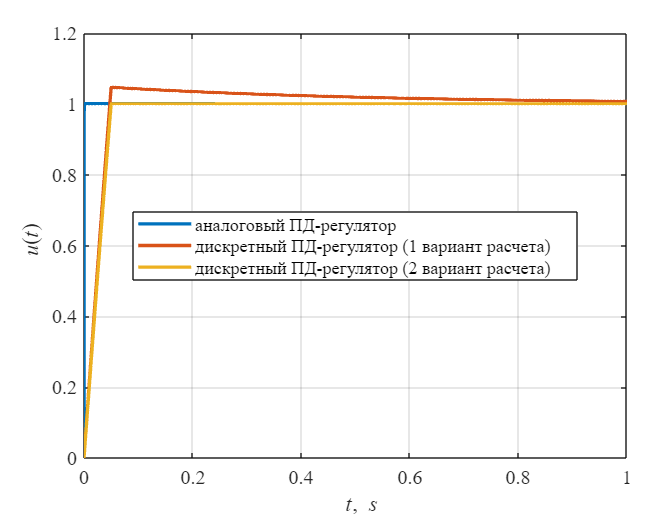 1.2
1
0.8
0.6
0.4
0.2
0
u(t)
аналоговый ПД-регулятор
дискретный ПД-регулятор (1 вариант расчета)
дискретный ПД-регулятор (2 вариант расчета)
0 0.2 0.4 0.6 0.8 1
t, s